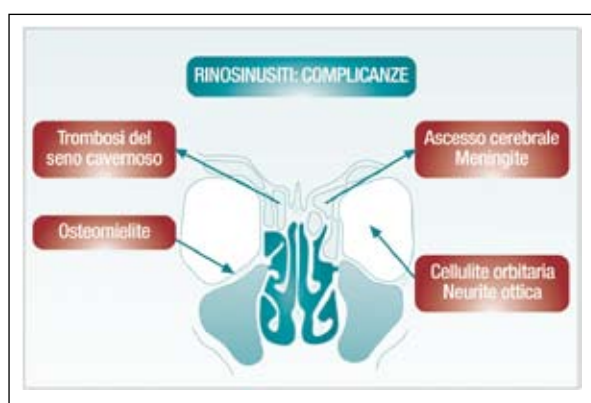 RINOSINUSITI: COMPLICANZE
Trombosi del
seno cavernoso
Ascesso cerebrale
Meningite
Osteomielite
Cellulite orbitaria
Neurite ottica